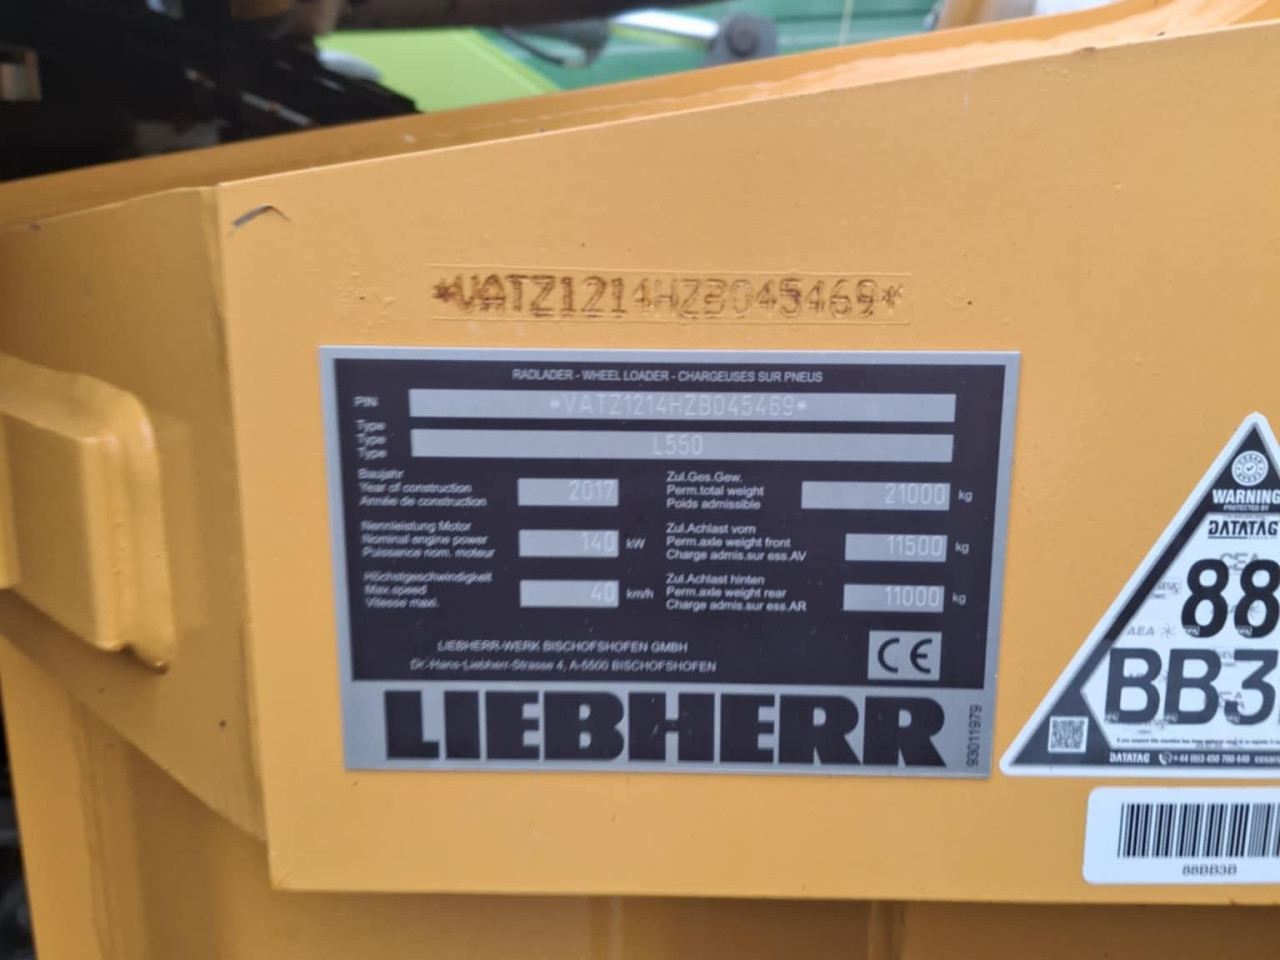 *VATZ1214HZB045469*
RADLADER - WHEEL LOADER - CHARGEUSES SUR PNEUS
PIN *VATZ1214HZB045469*
Type
Type L550
Type
Baujahr
Year of construction 2017
Année de construction
Zul.Ges.Gew.
Perm.total weight 21000 kg
Poids admissible
Nennleistung Motor
Nominal engine power 140 kW
Puissance nom. moteur
Zul.Achlast vorn
Perm.axle weight front 11500 kg
Charge admis.sur ess.AV
Höchstgeschwindigkeit
Max.speed 40 km/h
Vitesse maxi.
Zul.Achlast hinten
Perm.axle weight rear 11000 kg
Charge admis.sur ess.AR
LIEBHERR-WERK BISCHOFSHOFEN GMBH
Dr.-Hans-Liebherr-Strasse 4, A-5500 BISCHOFSHOFEN
CE
LIEBHERR
93011979
WARNING
PROTECTED BY
DATATAG
88
BB3
DATATAG
88BB3B